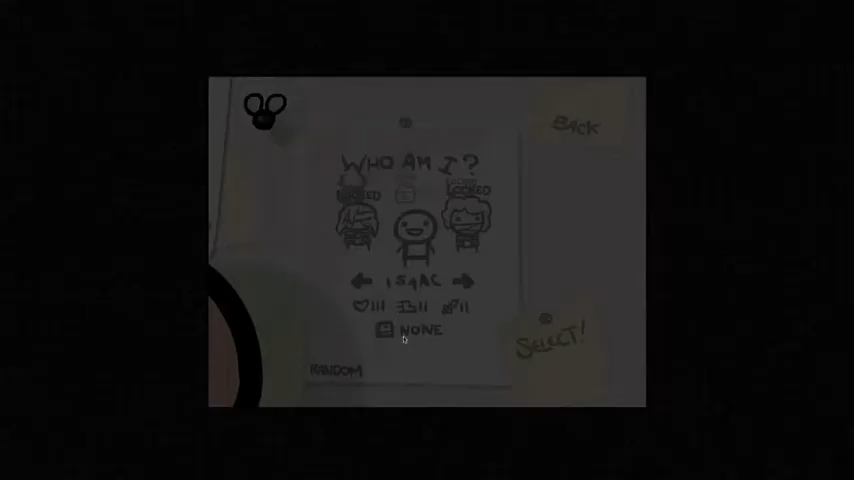 BACK
WHO AM I?
LOCKED
LOCKED
ISAAC
NONE
SELECT!
RANDOM